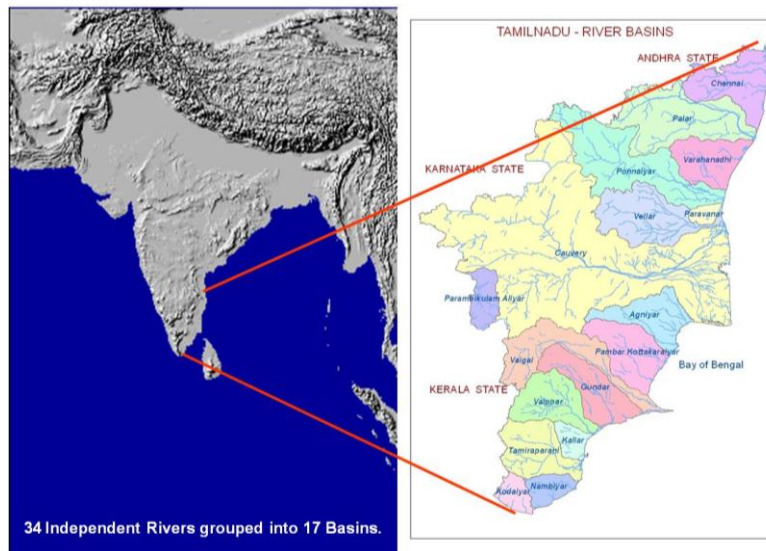 34 Independent Rivers grouped into 17 Basins.
TAMILNADU - RIVER BASINS
ANDHRA STATE
Chennai
Palar
Varahanadhi
KARNATAKA STATE
Ponnaiyar
Vellar
Paravanar
Cauvery
Parambikulam Aliyar
Agniyar
Vaigai
Pambar Kottakaraiyar
Bay of Bengal
Gundar
KERALA STATE
Vaippar
Kallar
Tamiraparani
Kodaiyar
Nambiyar